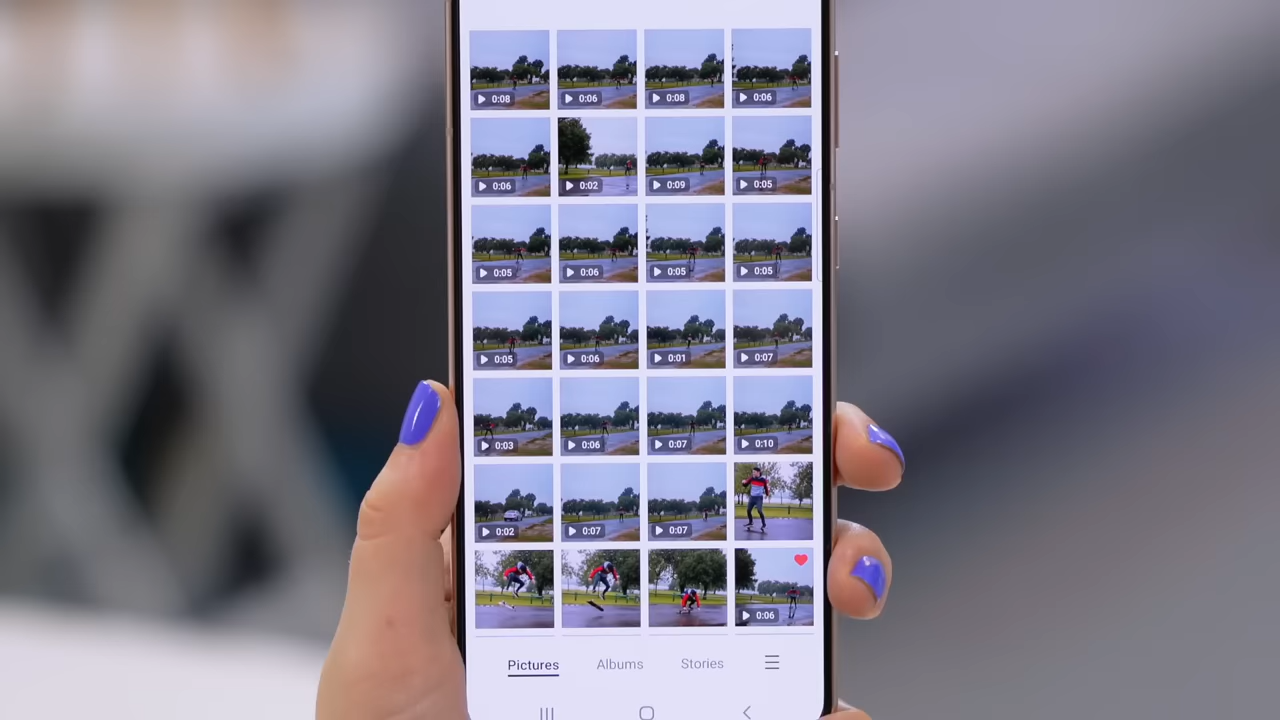 0:08 0:06 0:08 0:06
0:06 0:02 0:09 0:05
0:05 0:06 0:05 0:05
0:05 0:06 0:01 0:07
0:03 0:06 0:07 0:10
0:02 0:07 0:07
0:06
Pictures Albums Stories